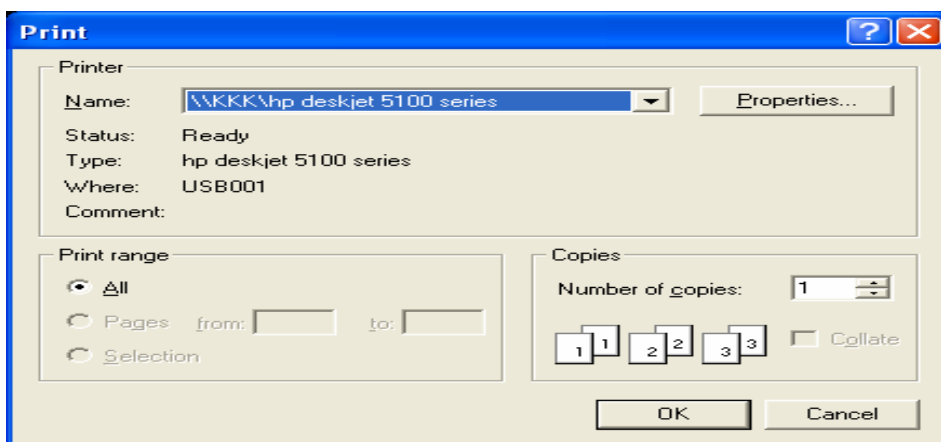 Print
Printer
Name: \\KKK\hp deskjet 5100 series Properties...
Status: Ready
Type: hp deskjet 5100 series
Where: USB001
Comment:
Print range
All
Pages from: to:
Selection
Copies
Number of copies: 1
1 1 2 2 3 3 Collate
OK Cancel